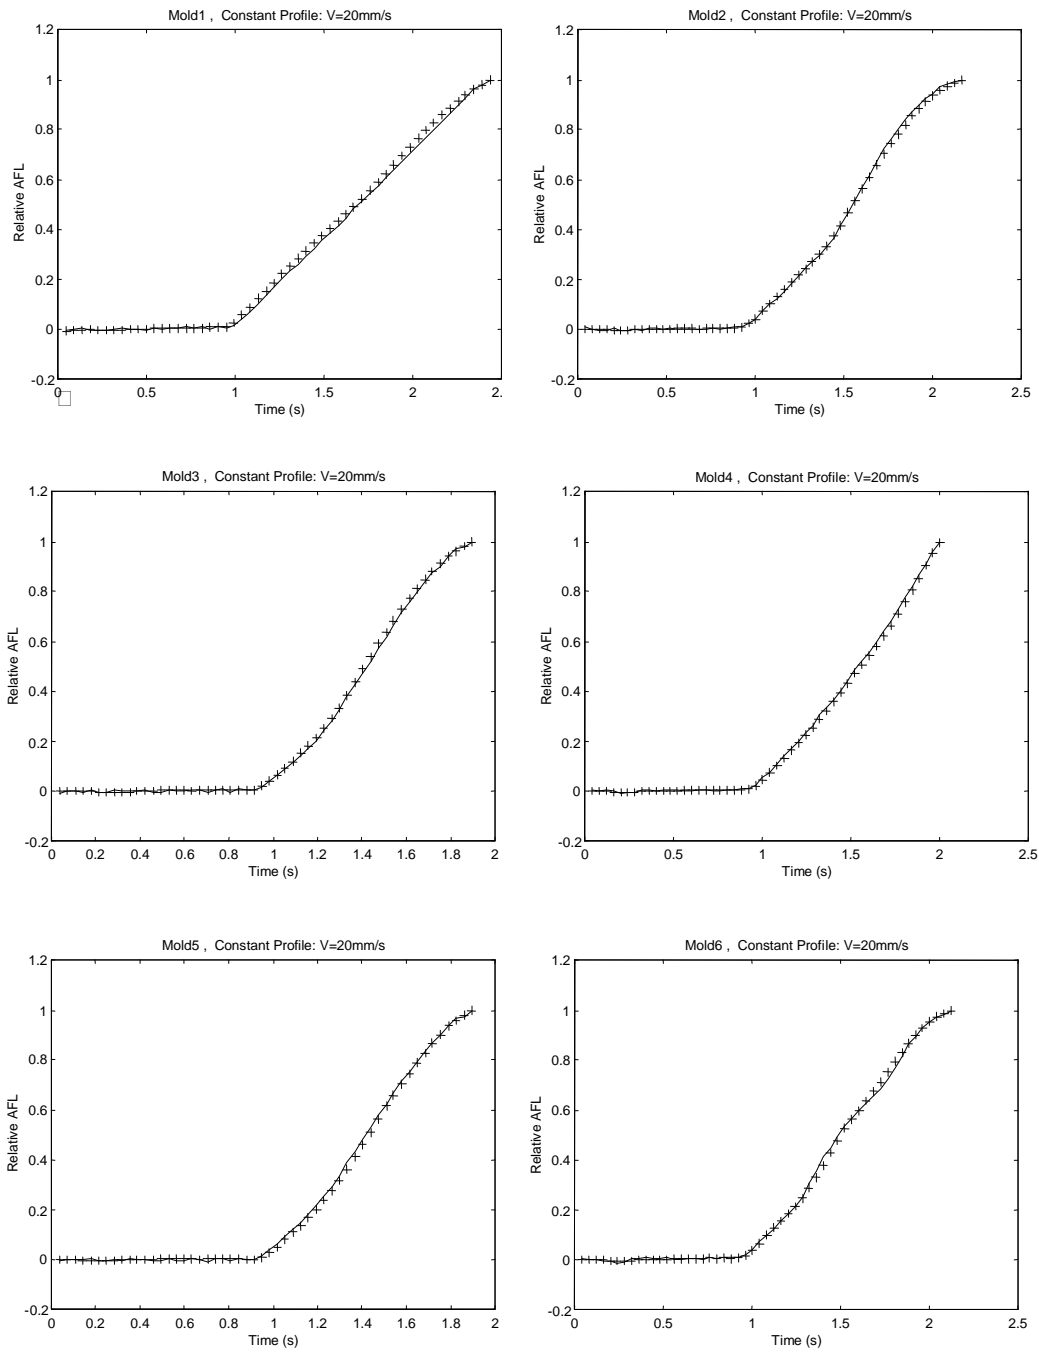 Mold1 ,  Constant Profile: V=20mm/s
1.2
1
0.8
0.6
0.4
0.2
0
-0.2
Relative AFL
0 0.5 1 1.5 2 2.
Time (s)
Mold2 ,  Constant Profile: V=20mm/s
1.2
1
0.8
0.6
0.4
0.2
0
-0.2
Relative AFL
0 0.5 1 1.5 2 2.5
Time (s)
Mold3 ,  Constant Profile: V=20mm/s
1.2
1
0.8
0.6
0.4
0.2
0
-0.2
Relative AFL
0 0.2 0.4 0.6 0.8 1 1.2 1.4 1.6 1.8 2
Time (s)
Mold4 ,  Constant Profile: V=20mm/s
1.2
1
0.8
0.6
0.4
0.2
0
-0.2
Relative AFL
0 0.5 1 1.5 2 2.5
Time (s)
Mold5 ,  Constant Profile: V=20mm/s
1.2
1
0.8
0.6
0.4
0.2
0
-0.2
Relative AFL
0 0.2 0.4 0.6 0.8 1 1.2 1.4 1.6 1.8 2
Time (s)
Mold6 ,  Constant Profile: V=20mm/s
1.2
1
0.8
0.6
0.4
0.2
0
-0.2
Relative AFL
0 0.5 1 1.5 2 2.5
Time (s)